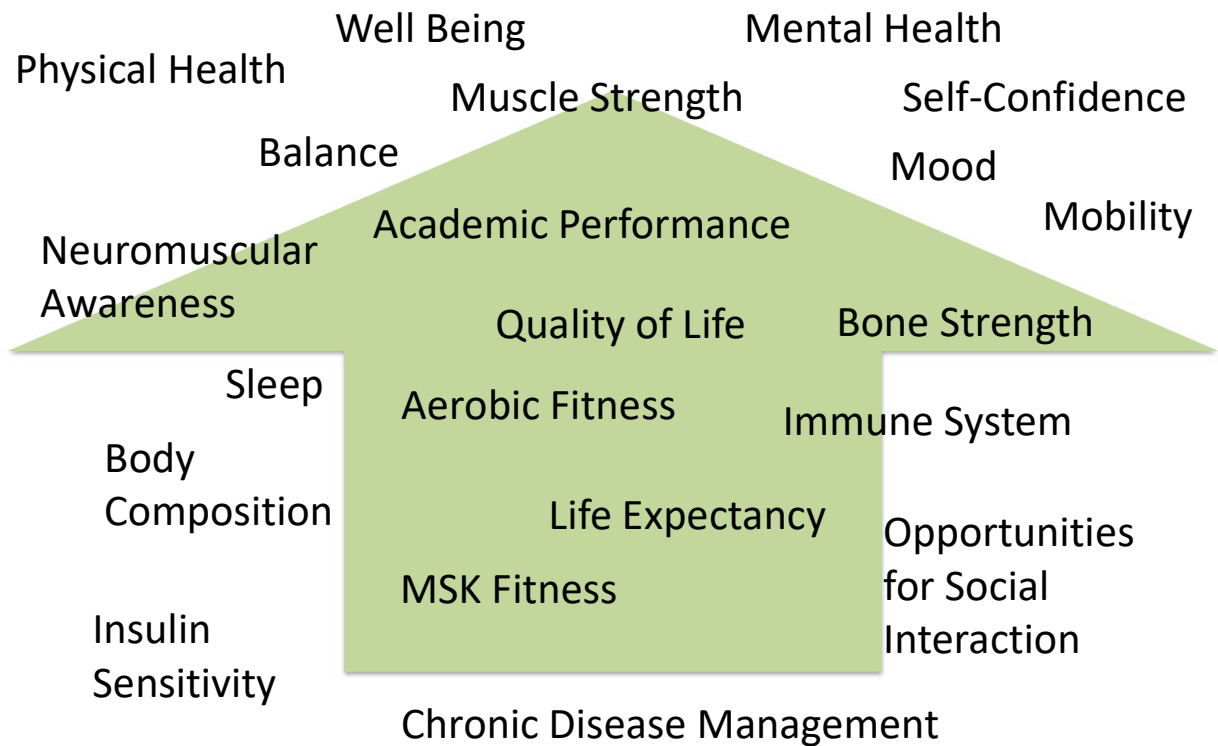 Well Being
Mental Health
Physical Health
Muscle Strength
Self-Confidence
Balance
Mood
Academic Performance
Mobility
Neuromuscular
Awareness
Quality of Life
Bone Strength
Sleep
Aerobic Fitness
Immune System
Body
Composition
Life Expectancy
Opportunities
for Social
Interaction
MSK Fitness
Insulin
Sensitivity
Chronic Disease Management